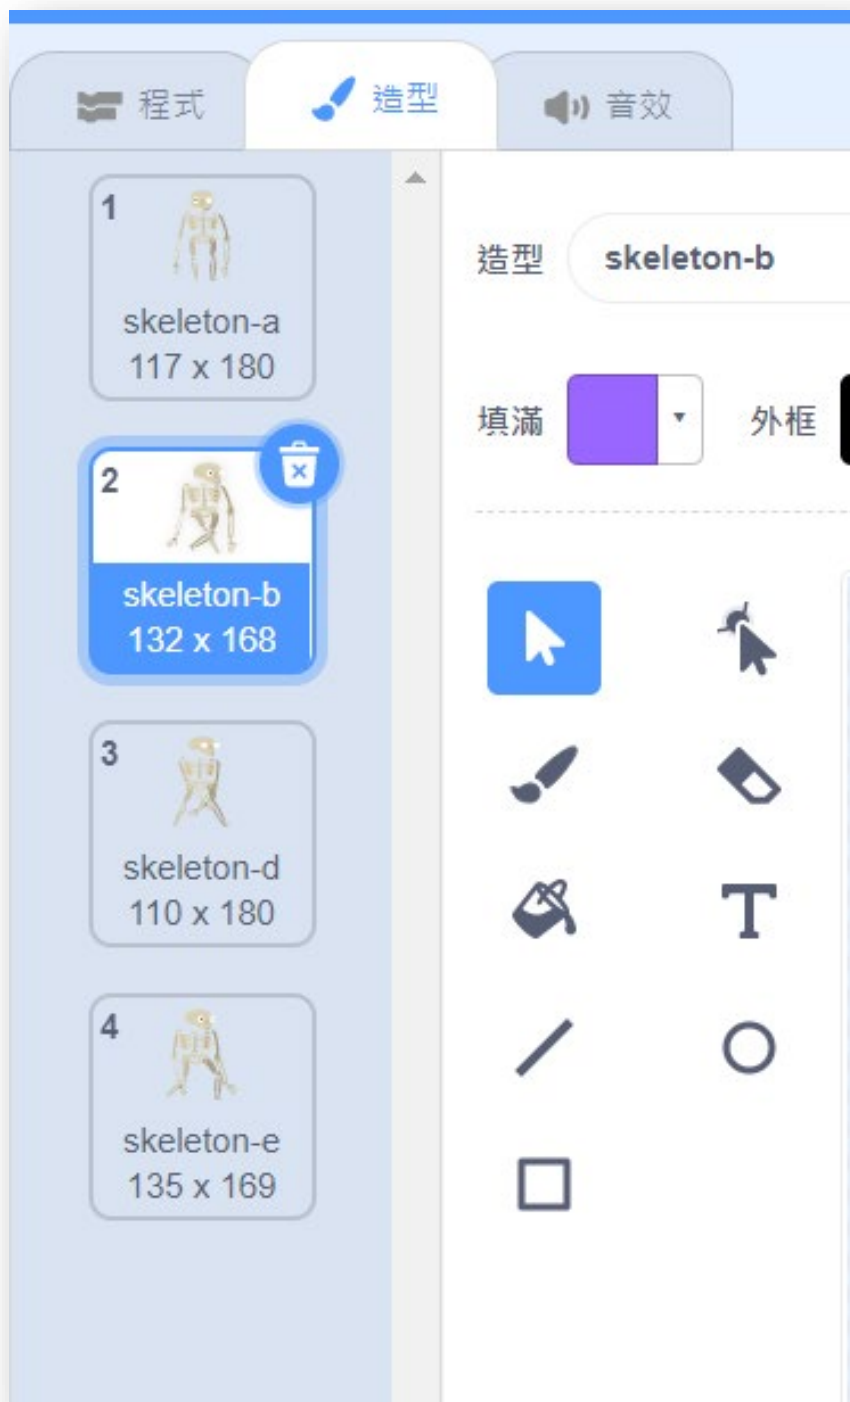 程式 造型 音效
1
skeleton-a
117 x 180
2
skeleton-b
132 x 168
3
skeleton-d
110 x 180
4
skeleton-e
135 x 169
造型 skeleton-b
填滿 外框
T